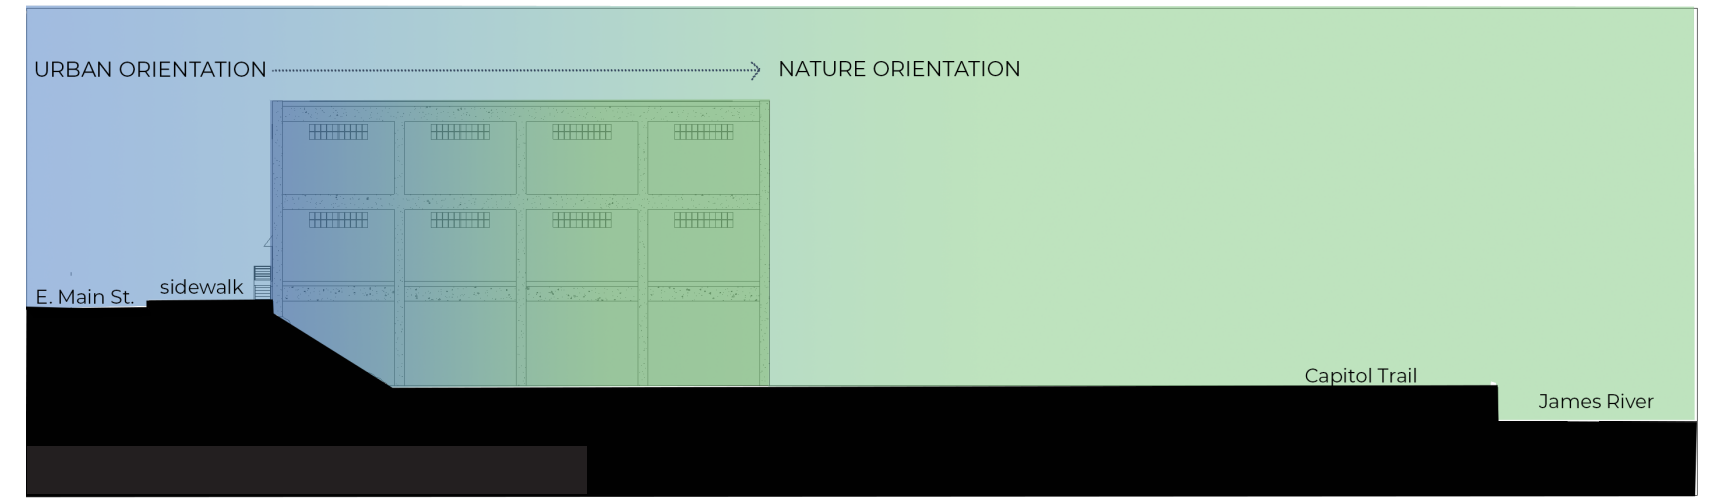 URBAN ORIENTATION
NATURE ORIENTATION
E. Main St.
sidewalk
Capitol Trail
James River